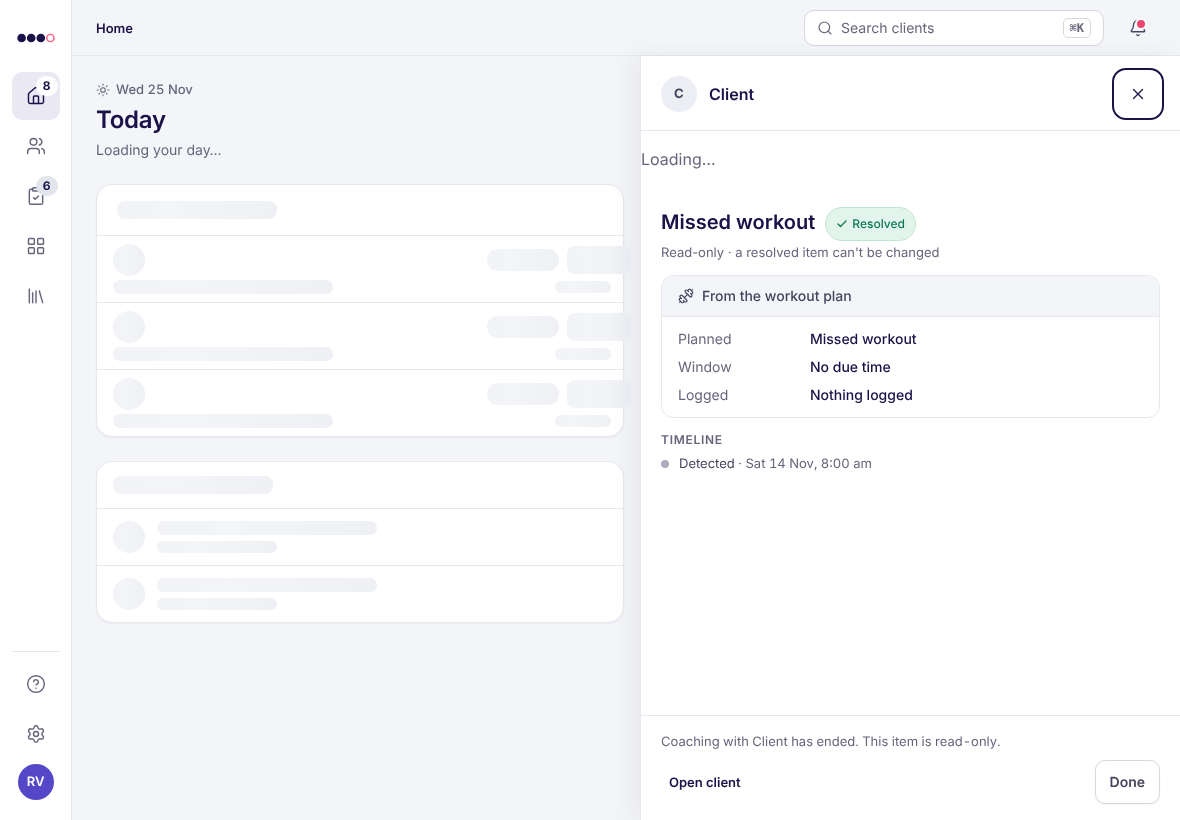 Home
Search clients
⌘K
8
6
RV
Wed 25 Nov
Today
Loading your day...
C
Client
Loading...
Missed workout
Resolved
Read-only · a resolved item can't be changed
From the workout plan
Planned Missed workout
Window No due time
Logged Nothing logged
TIMELINE
Detected · Sat 14 Nov, 8:00 am
Coaching with Client has ended. This item is read-only.
Open client
Done